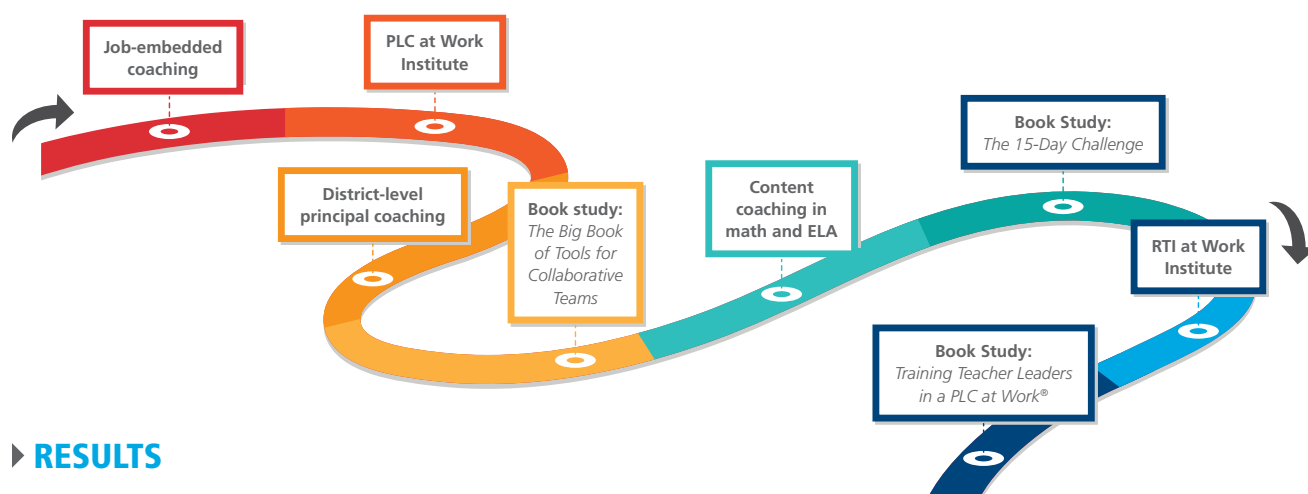 Job-embedded
coaching
PLC at Work
Institute
District-level
principal coaching
Book study:
The Big Book
of Tools for
Collaborative
Teams
Content
coaching in
math and ELA
Book Study:
The 15-Day Challenge
RTI at Work
Institute
Book Study:
Training Teacher Leaders
in a PLC at Work®
RESULTS